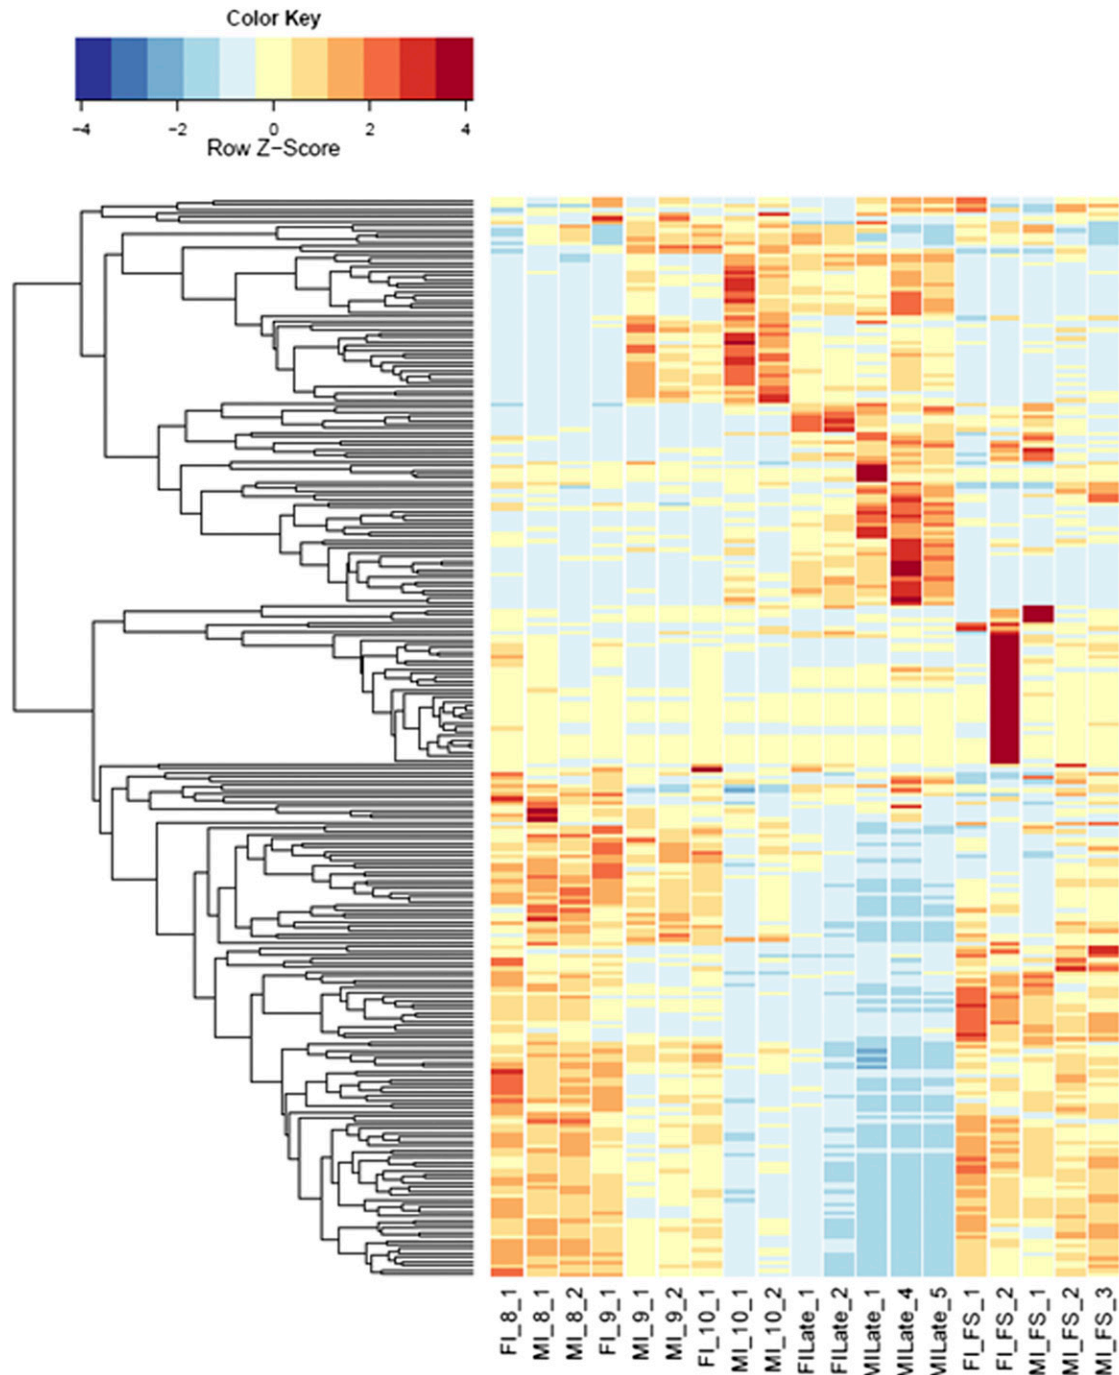 Color Key
−4 −2 0 2 4
Row Z−Score
FI_8_1
MI_8_1
MI_8_2
FI_9_1
MI_9_1
MI_9_2
FI_10_1
MI_10_1
MI_10_2
FILate_1
FILate_2
MILate_1
MILate_4
MILate_5
FI_FS_1
FI_FS_2
MI_FS_1
MI_FS_2
MI_FS_3